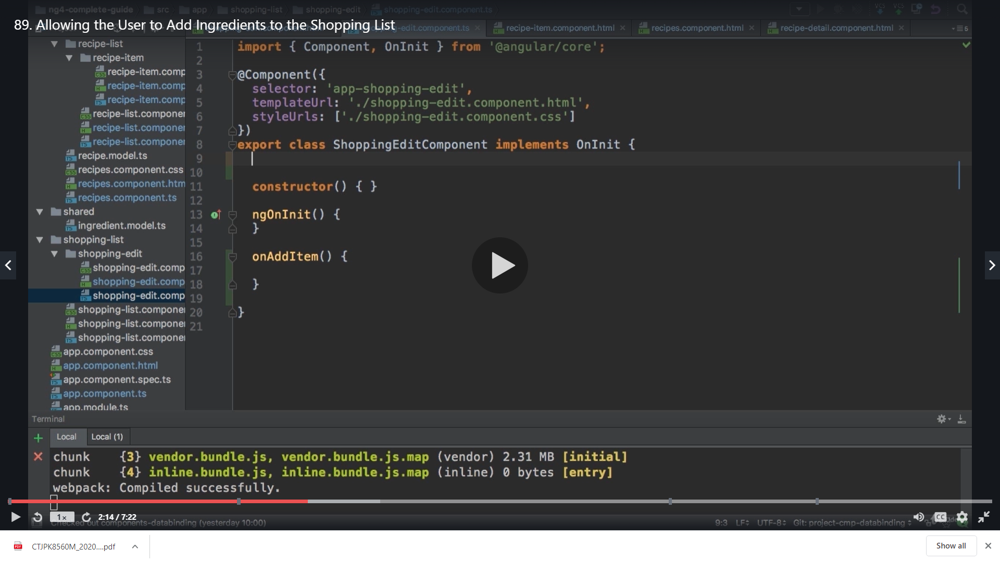 ng4-complete-guide src app shopping-list shopping-edit shopping-edit.component.ts
89. Allowing the User to Add Ingredients to the Shopping List
shopping-edit.component.ts recipe-item.component.html recipes.component.html recipe-detail.component.html 5
recipe-list
recipe-item
recipe-item.comp
recipe-item.comp
recipe-item.comp
recipe-list.componer
recipe-list.componer
recipe-list.componer
recipe.model.ts
recipes.component.css
recipes.component.htm
recipes.component.ts
shared
ingredient.model.ts
shopping-list
shopping-edit
shopping-edit.comp
shopping-edit.comp
shopping-edit.comp
shopping-list.componer
shopping-list.componer
shopping-list.componer
app.component.css
app.component.html
app.component.spec.ts
app.component.ts
app.module.ts
1 import { Component, OnInit } from '@angular/core';
2
3 @Component({
4 selector: 'app-shopping-edit',
5 templateUrl: './shopping-edit.component.html',
6 styleUrls: ['./shopping-edit.component.css']
7 })
8 export class ShoppingEditComponent implements OnInit {
9
10
11 constructor() { }
12
13 ngOnInit() {
14 }
15
16 onAddItem() {
17
18 }
19
20 }
21
Terminal
Local Local (1)
chunk {3} vendor.bundle.js, vendor.bundle.js.map (vendor) 2.31 MB [initial]
chunk {4} inline.bundle.js, inline.bundle.js.map (inline) 0 bytes [entry]
webpack: Compiled successfully.
1x 2:14 / 7:22 CC
Checked out components-databinding (yesterday 10:00) 9:3 LF UTF-8 Git: project-cmp-databinding
CTJPK8560M_2020....pdf Show all